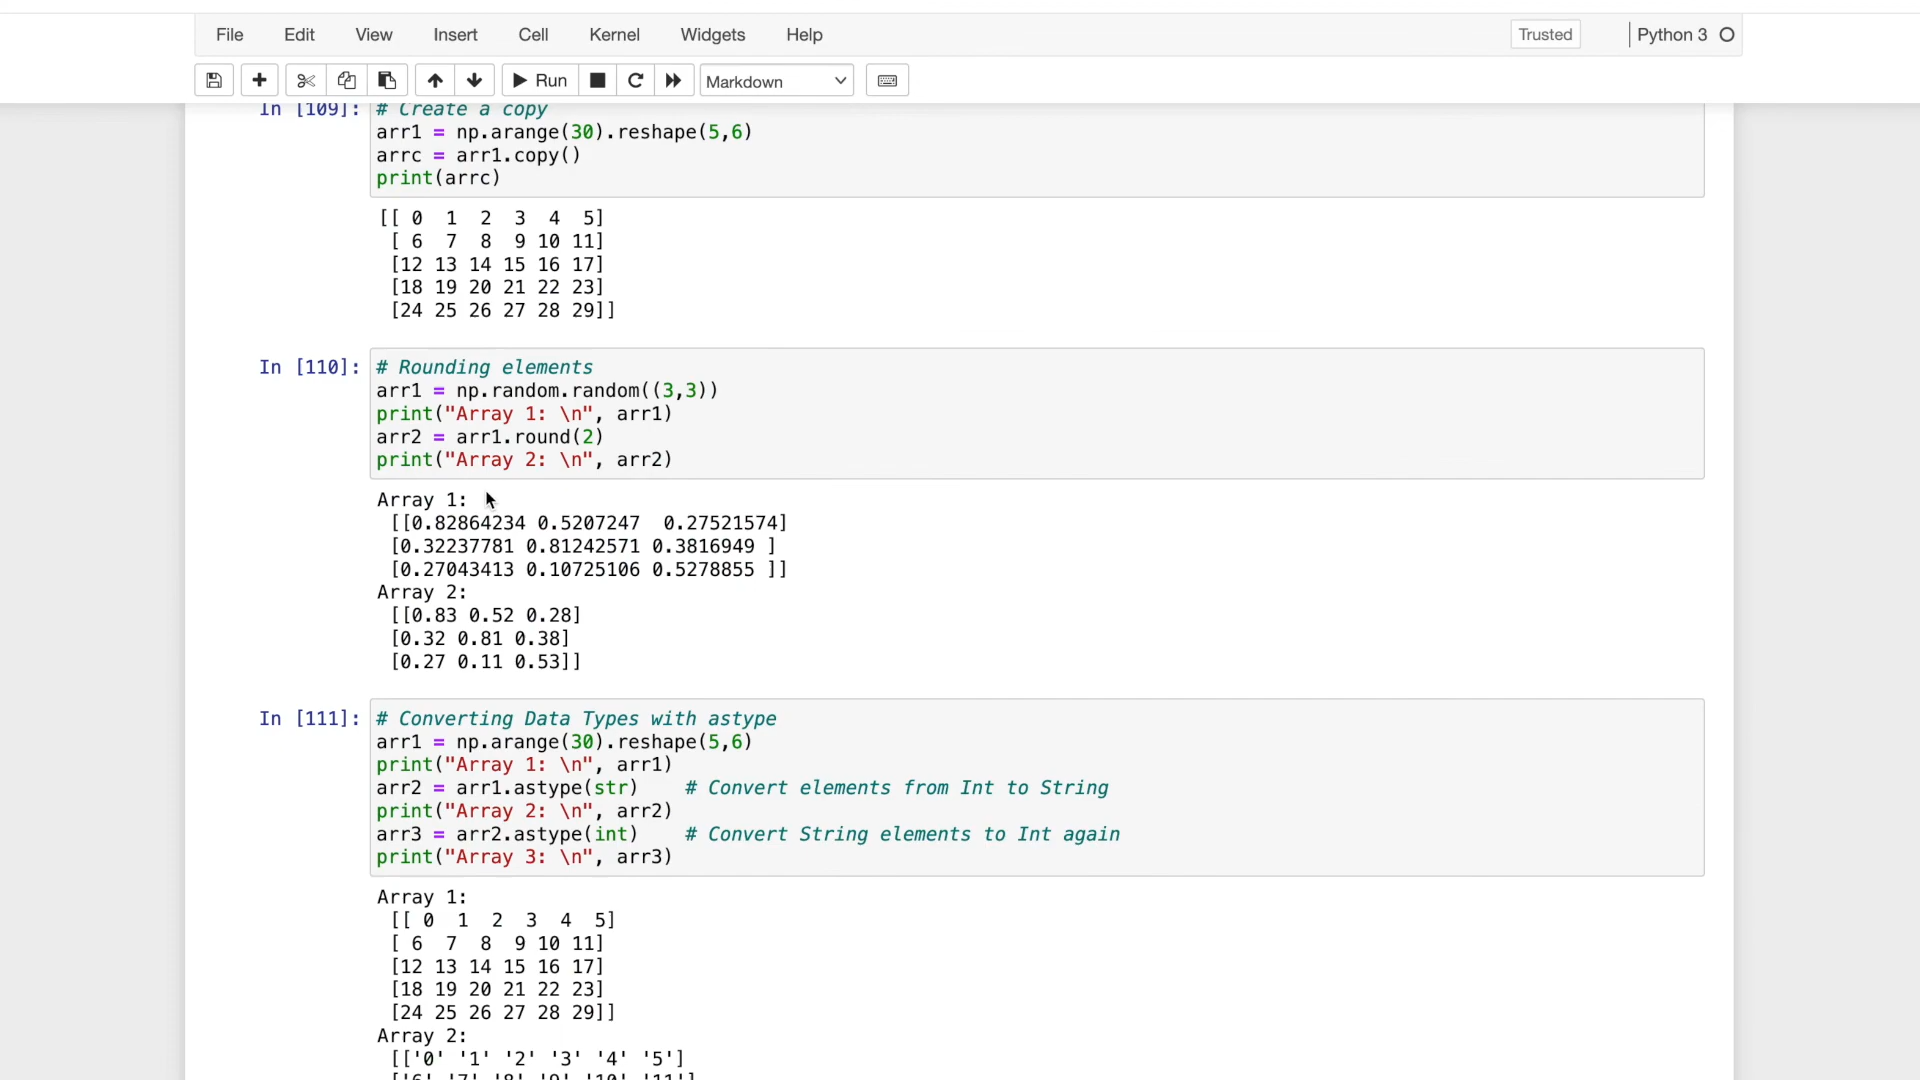 File Edit View Insert Cell Kernel Widgets Help Trusted Python 3
Run Markdown
In [109]: # Create a copy
arr1 = np.arange(30).reshape(5,6)
arrc = arr1.copy()
print(arrc)
[[ 0  1  2  3  4  5]
 [ 6  7  8  9 10 11]
 [12 13 14 15 16 17]
 [18 19 20 21 22 23]
 [24 25 26 27 28 29]]
In [110]: # Rounding elements
arr1 = np.random.random((3,3))
print("Array 1: \n", arr1)
arr2 = arr1.round(2)
print("Array 2: \n", arr2)
Array 1:
 [[0.82864234 0.5207247  0.27521574]
 [0.32237781 0.81242571 0.3816949 ]
 [0.27043413 0.10725106 0.5278855 ]]
Array 2:
 [[0.83 0.52 0.28]
 [0.32 0.81 0.38]
 [0.27 0.11 0.53]]
In [111]: # Converting Data Types with astype
arr1 = np.arange(30).reshape(5,6)
print("Array 1: \n", arr1)
arr2 = arr1.astype(str)    # Convert elements from Int to String
print("Array 2: \n", arr2)
arr3 = arr2.astype(int)    # Convert String elements to Int again
print("Array 3: \n", arr3)
Array 1:
 [[ 0  1  2  3  4  5]
 [ 6  7  8  9 10 11]
 [12 13 14 15 16 17]
 [18 19 20 21 22 23]
 [24 25 26 27 28 29]]
Array 2:
 [['0' '1' '2' '3' '4' '5']
 ['6' '7' '8' '9' '10' '11']